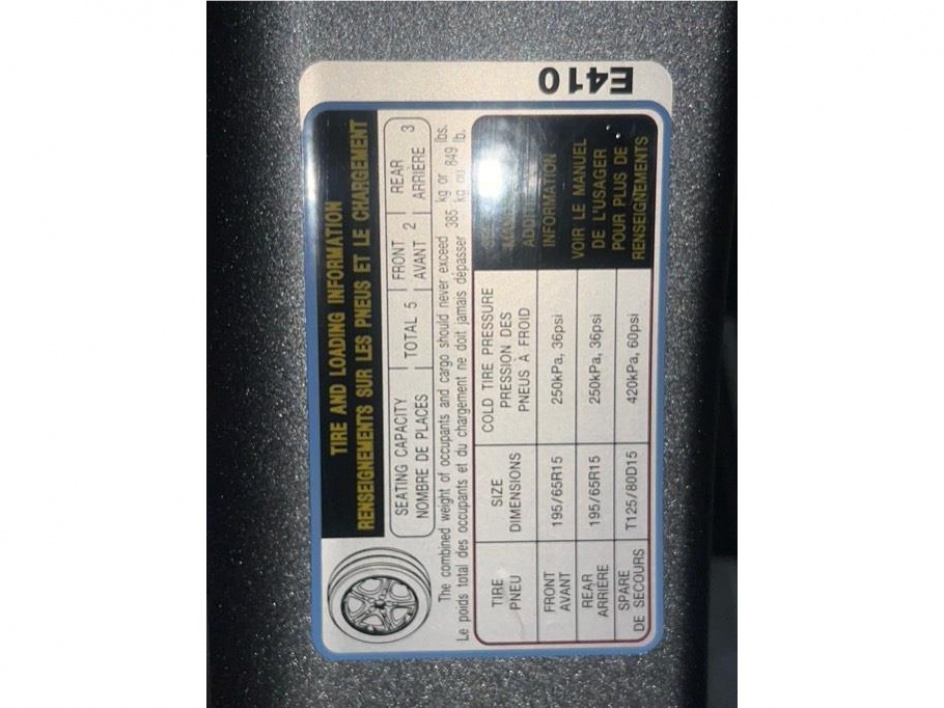 E410
TIRE AND LOADING INFORMATION
RENSEIGNEMENTS SUR LES PNEUS ET LE CHARGEMENT
SEATING CAPACITY TOTAL 5 FRONT 2 REAR 3
NOMBRE DE PLACES AVANT ARRIÈRE
The combined weight of occupants and cargo should never exceed 385 kg or lbs.
Le poids total des occupants et du chargement ne doit jamais dépasser kg ou 849 lb.
TIRE
PNEU
SIZE
DIMENSIONS
COLD TIRE PRESSURE
PRESSION DES
PNEUS À FROID
INFORMATION
VOIR LE MANUEL
DE L'USAGER
POUR PLUS DE
RENSEIGNEMENTS
FRONT
AVANT
195/65R15
250kPa, 36psi
REAR
ARRIÈRE
195/65R15
250kPa, 36psi
SPARE
DE SECOURS
T125/80D15
420kPa, 60psi